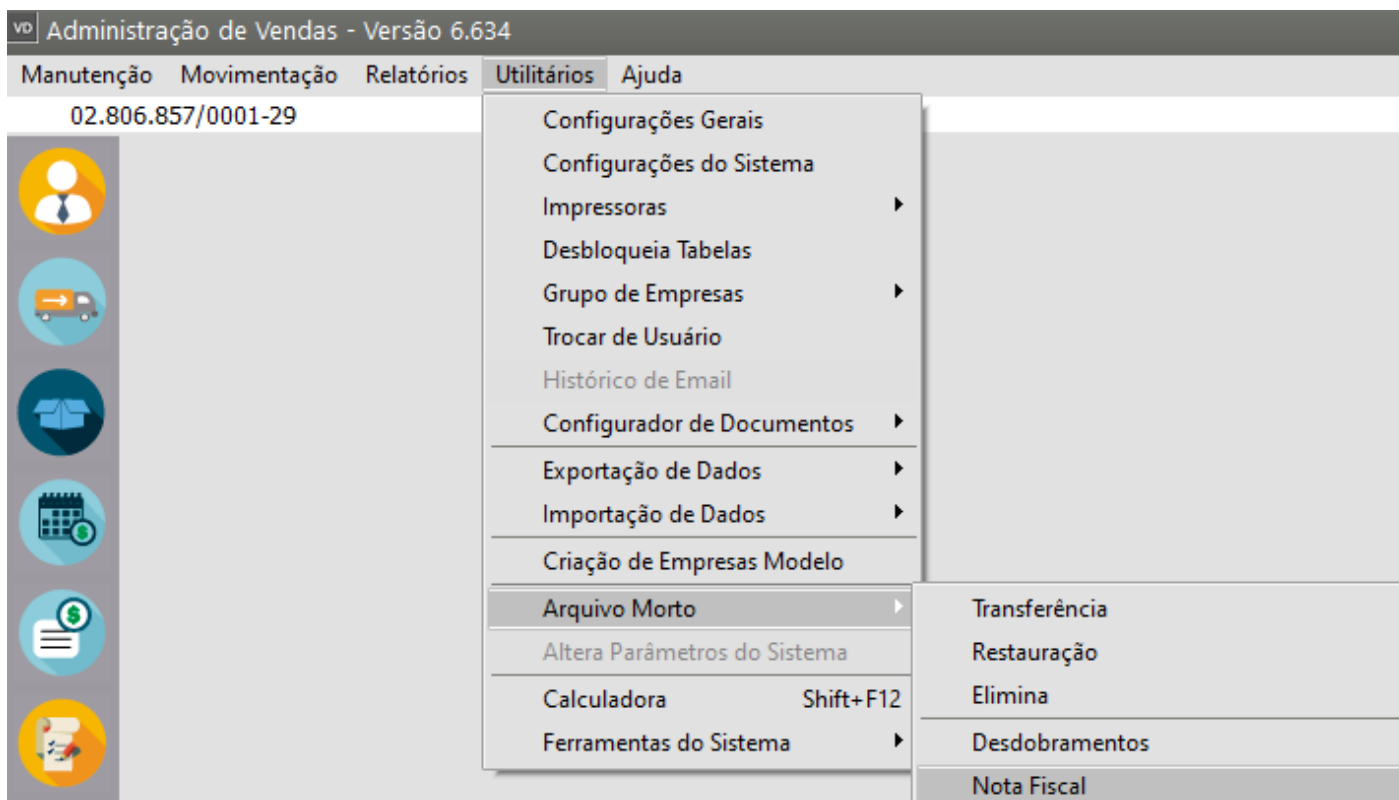 VD Administração de Vendas - Versão 6.634
Manutenção Movimentação Relatórios Utilitários Ajuda
02.806.857/0001-29
Configurações Gerais
Configurações do Sistema
Impressoras
Desbloqueia Tabelas
Grupo de Empresas
Trocar de Usuário
Histórico de Email
Configurador de Documentos
Exportação de Dados
Importação de Dados
Criação de Empresas Modelo
Arquivo Morto
Altera Parâmetros do Sistema
Calculadora Shift+F12
Ferramentas do Sistema
Transferência
Restauração
Elimina
Desdobramentos
Nota Fiscal